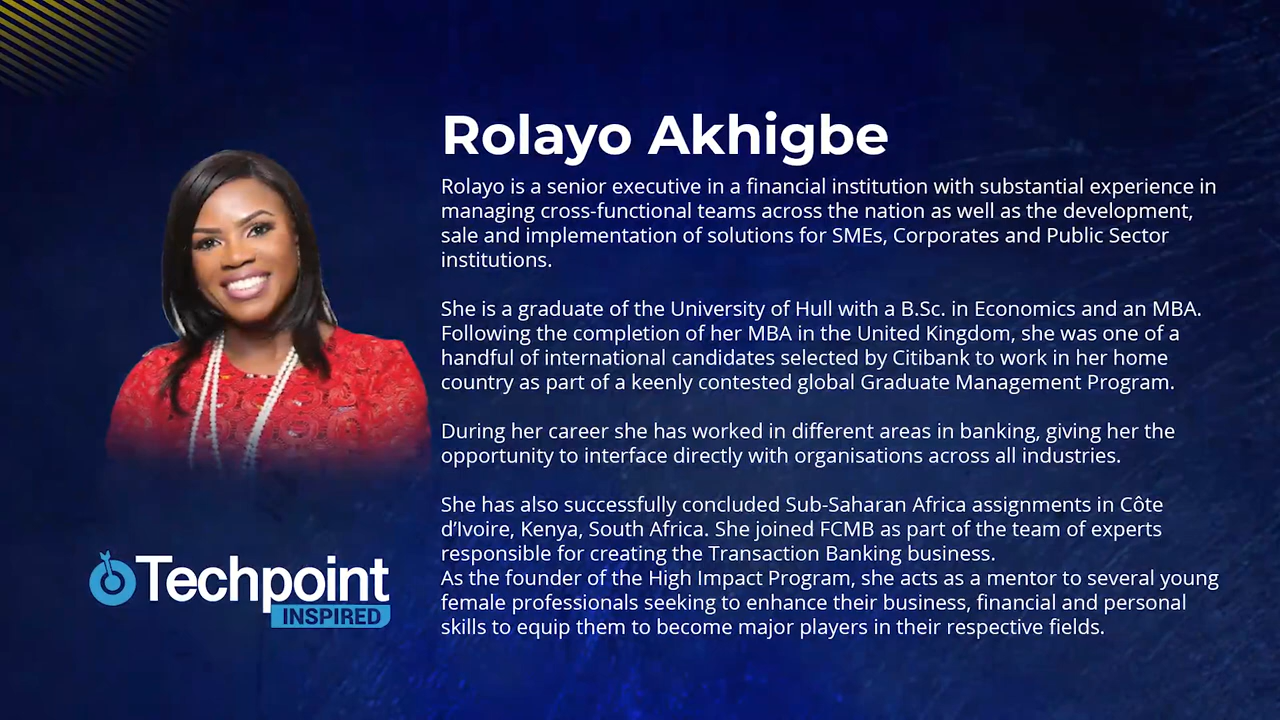 Rolayo Akhigbe
Rolayo is a senior executive in a financial institution with substantial experience in
managing cross-functional teams across the nation as well as the development,
sale and implementation of solutions for SMEs, Corporates and Public Sector
institutions.
She is a graduate of the University of Hull with a B.Sc. in Economics and an MBA.
Following the completion of her MBA in the United Kingdom, she was one of a
handful of international candidates selected by Citibank to work in her home
country as part of a keenly contested global Graduate Management Program.
During her career she has worked in different areas in banking, giving her the
opportunity to interface directly with organisations across all industries.
She has also successfully concluded Sub-Saharan Africa assignments in Côte
d’Ivoire, Kenya, South Africa. She joined FCMB as part of the team of experts
responsible for creating the Transaction Banking business.
As the founder of the High Impact Program, she acts as a mentor to several young
female professionals seeking to enhance their business, financial and personal
skills to equip them to become major players in their respective fields.
Techpoint
INSPIRED